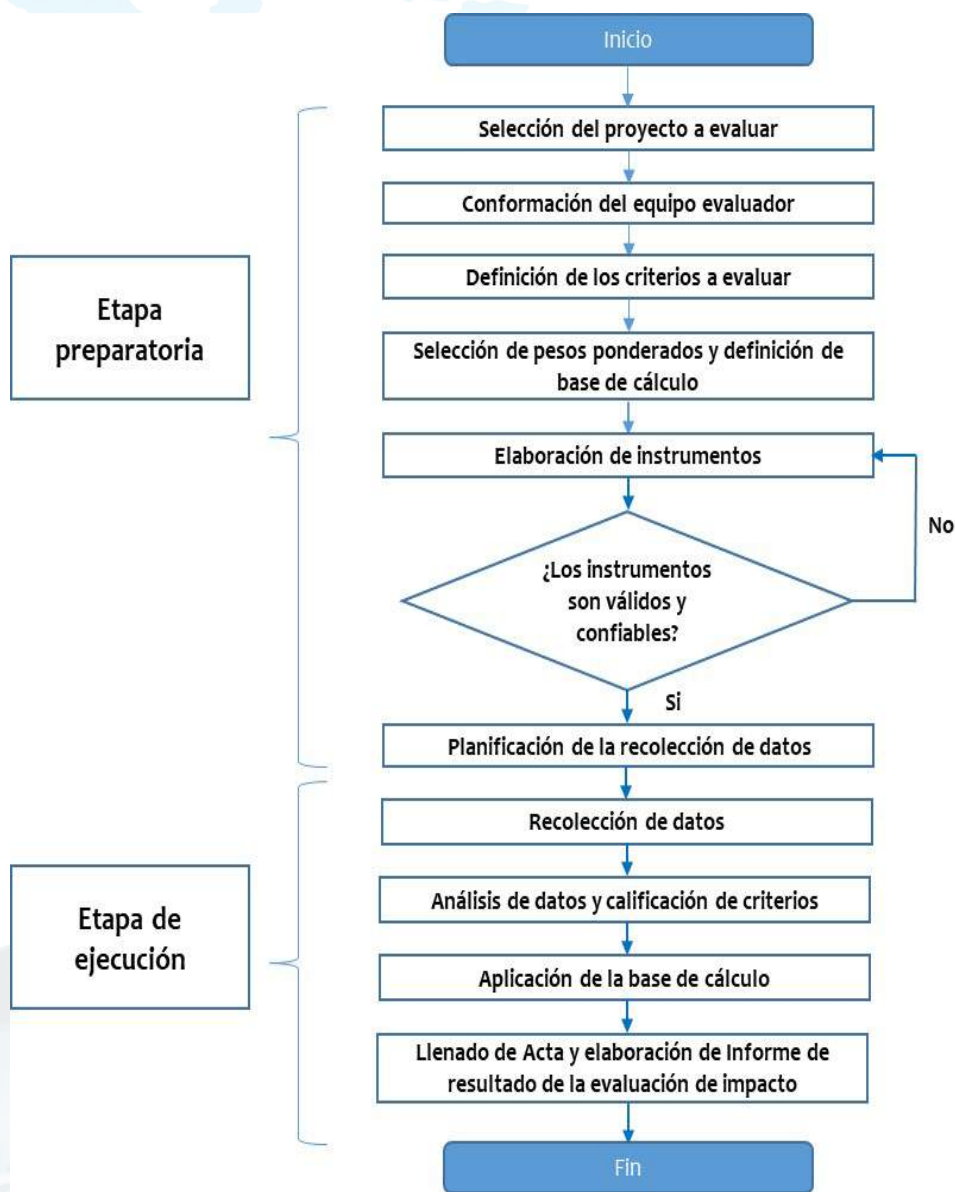 Inicio
Selección del proyecto a evaluar
Conformación del equipo evaluador
Definición de los criterios a evaluar
Etapa
preparatoria
Selección de pesos ponderados y definición de
base de cálculo
Elaboración de instrumentos
No
¿Los instrumentos
son válidos y
confiables?
Si
Planificación de la recolección de datos
Recolección de datos
Etapa de
ejecución
Análisis de datos y calificación de criterios
Aplicación de la base de cálculo
Llenado de Acta y elaboración de Informe de
resultado de la evaluación de impacto
Fin